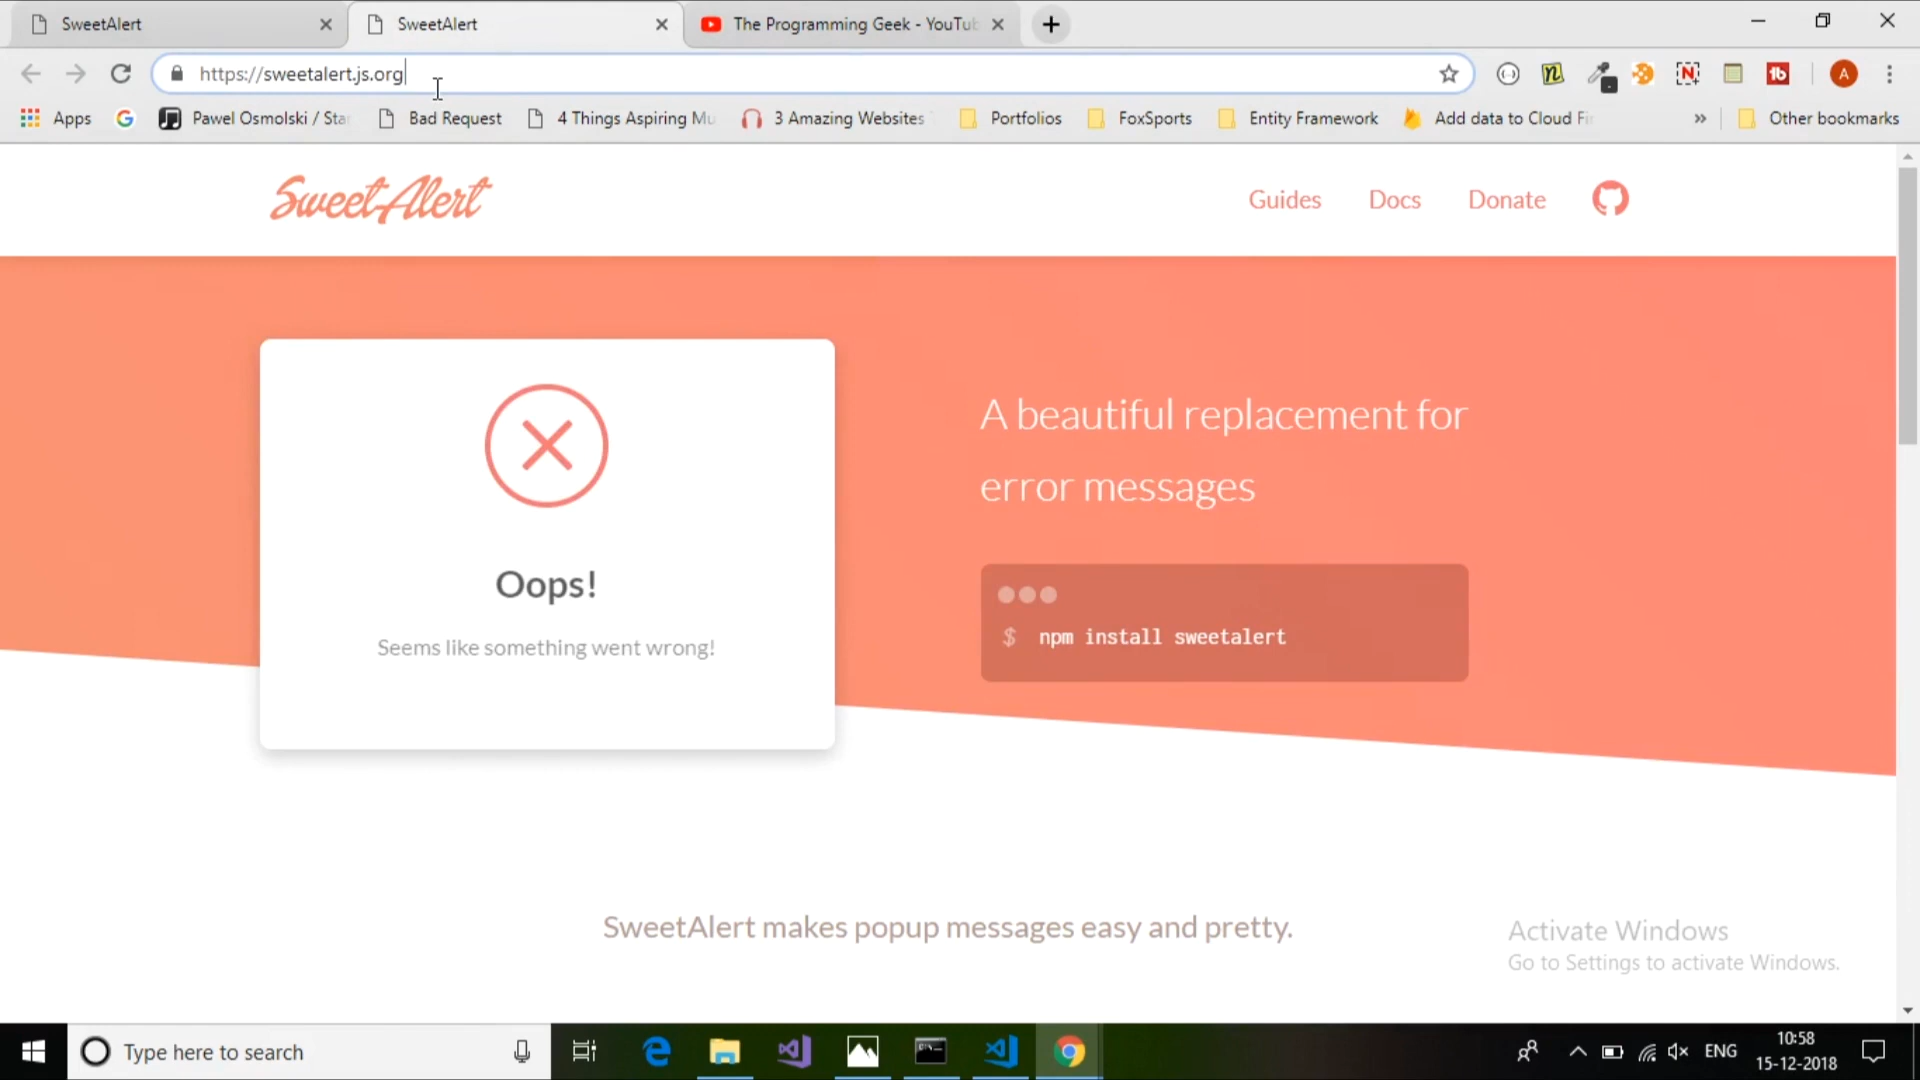 SweetAlert
SweetAlert
The Programming Geek - YouTub
https://sweetalert.js.org
Apps
Pawel Osmolski / Sta
Bad Request
4 Things Aspiring Mu
3 Amazing Websites
Portfolios
FoxSports
Entity Framework
Add data to Cloud Fi
»
Other bookmarks
SweetAlert
Guides
Docs
Donate
Oops!
Seems like something went wrong!
A beautiful replacement for
error messages
$ npm install sweetalert
SweetAlert makes popup messages easy and pretty.
Activate Windows
Go to Settings to activate Windows.
Type here to search
ENG
10:58
15-12-2018